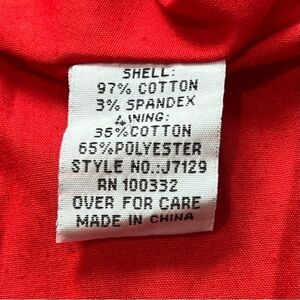 SHELL:
97% COTTON
3% SPANDEX
LINING:
35%COTTON
65%POLYESTER
STYLE NO.:J7129
RN 100332
OVER FOR CARE
MADE IN CHINA